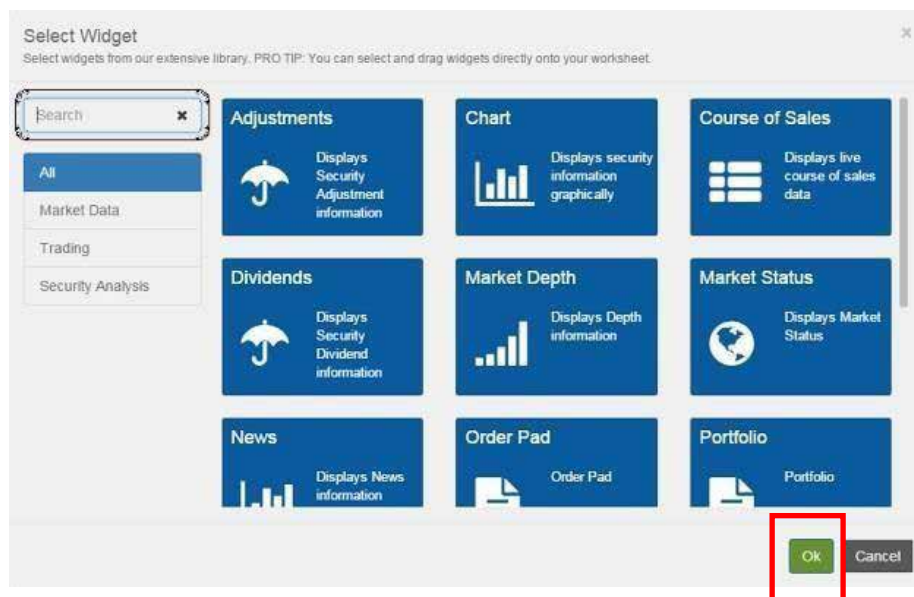 Select Widget
Select widgets from our extensive library. PRO TIP: You can select and drag widgets directly onto your worksheet.
Search
All
Market Data
Trading
Security Analysis
Adjustments
Displays
Security
Adjustment
information
Chart
Displays security
information
graphically
Course of Sales
Displays live
course of sales
data
Dividends
Displays
Security
Dividend
information
Market Depth
Displays Depth
information
Market Status
Displays Market
Status
News
Displays News
information
Order Pad
Order Pad
Portfolio
Portfolio
Ok
Cancel